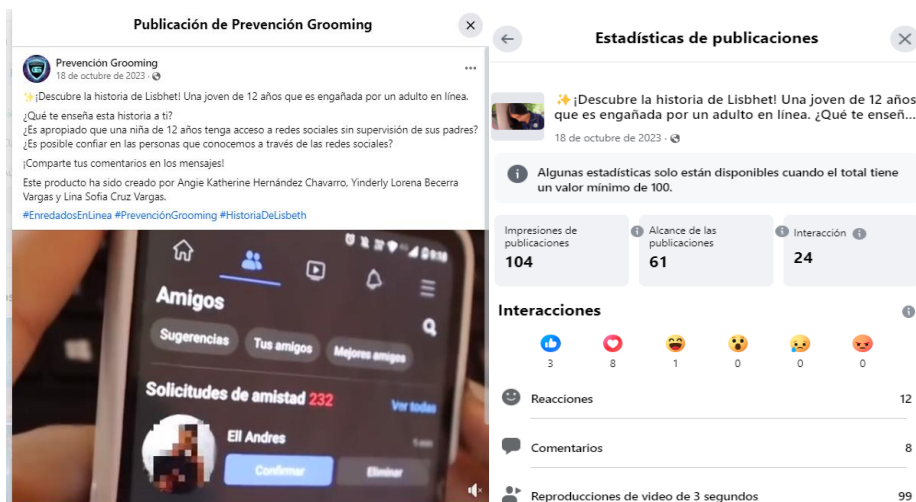 Publicación de Prevención Grooming
Prevención Grooming
18 de octubre de 2023 ·
✨¡Descubre la historia de Lisbhet! Una joven de 12 años que es engañada por un adulto en línea.
¿Qué te enseña esta historia a ti?
¿Es apropiado que una niña de 12 años tenga acceso a redes sociales sin supervisión de sus padres?
¿Es posible confiar en las personas que conocemos a través de las redes sociales?
¡Comparte tus comentarios en los mensajes!
Este producto ha sido creado por Angie Katherine Hernández Chavarro, Yinderly Lorena Becerra
Vargas y Lina Sofia Cruz Vargas.
#EnredadosEnLinea #PrevenciónGrooming #HistoriaDeLisbeth
9:18
Amigos
Sugerencias
Tus amigos
Mejores amigos
Solicitudes de amistad 232
Ver todas
Ell Andres
5 min
Confirmar
Eliminar
Estadísticas de publicaciones
✨ ¡Descubre la historia de Lisbhet! Una joven de 12 años
que es engañada por un adulto en línea. ¿Qué te enseñ...
18 de octubre de 2023 ·
Algunas estadísticas solo están disponibles cuando el total tiene
un valor mínimo de 100.
Impresiones de
publicaciones
104
Alcance de las
publicaciones
61
Interacción
24
Interacciones
3
8
1
0
0
0
Reacciones
12
Comentarios
8
Reproducciones de video de 3 segundos
99